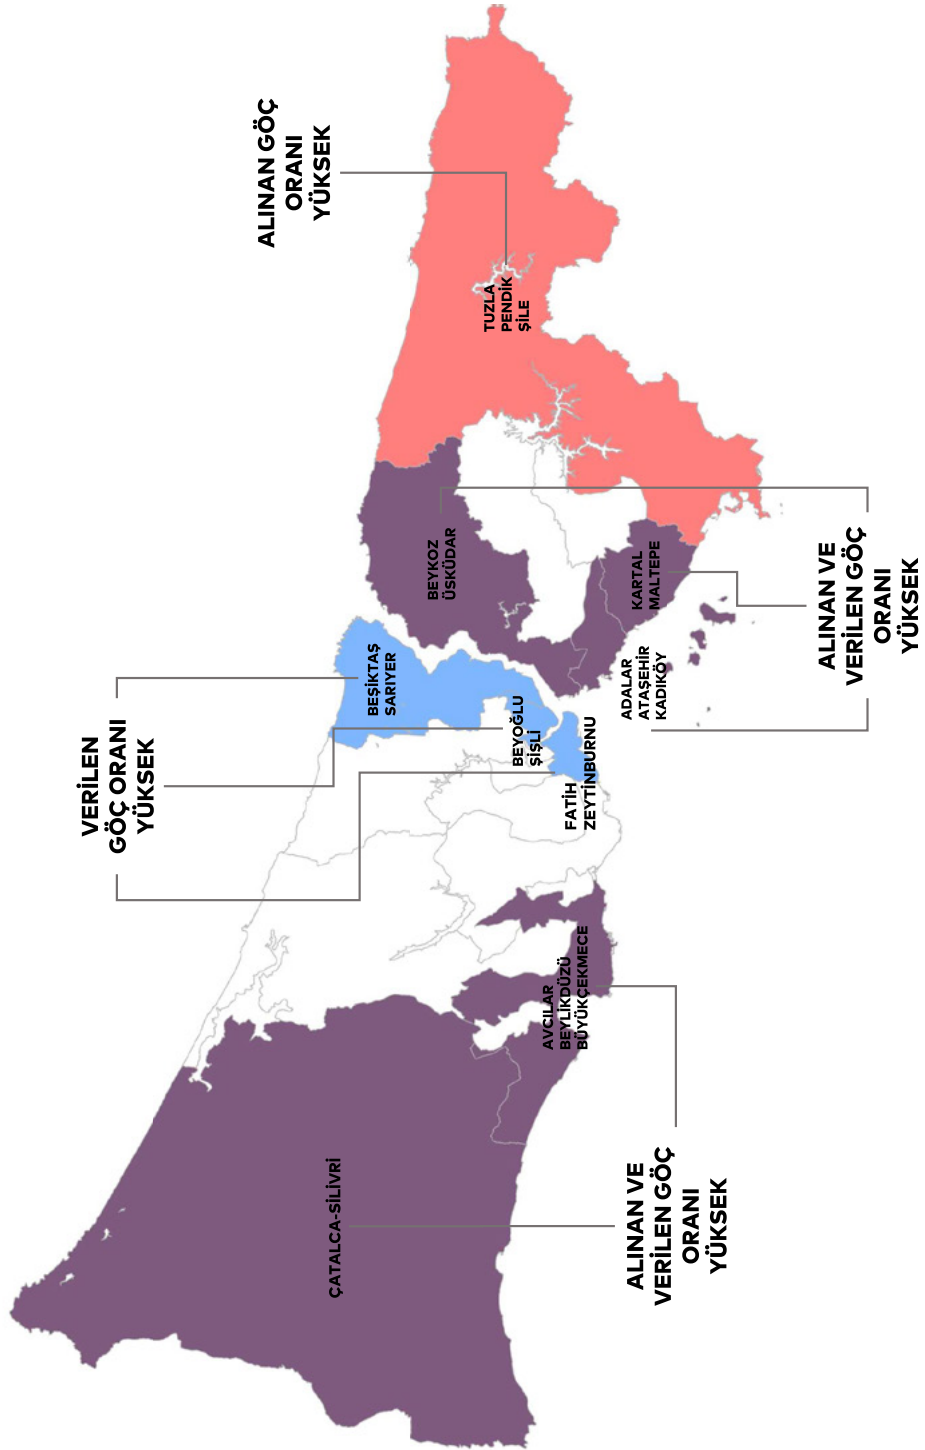 VERİLEN
GÖÇ ORANI
YÜKSEK
ALINAN GÖÇ
ORANI
YÜKSEK
ÇATALCA-SİLİVRİ
BEŞİKTAŞ
SARIYER
BEYKOZ
ÜSKÜDAR
TUZLA
PENDİK
ŞİLE
BEYOĞLU
ŞİŞLİ
AVCILAR
BEYLİKDÜZÜ
BÜYÜKÇEKMECE
FATİH
ZEYTİNBURNU
ADALAR
ATAŞEHİR
KADIKÖY
KARTAL
MALTEPE
ALINAN VE
VERİLEN GÖÇ
ORANI
YÜKSEK
ALINAN VE
VERİLEN GÖÇ
ORANI
YÜKSEK